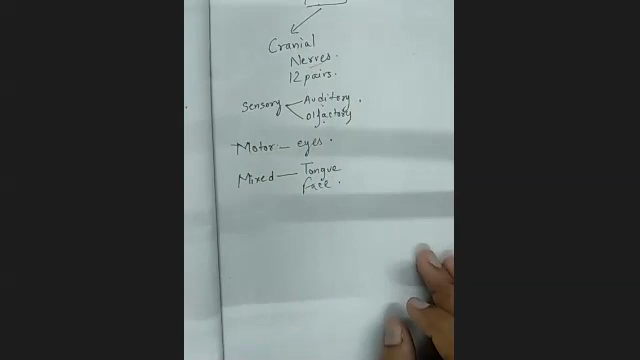 Cranial
Nerves.
12 pairs.
Sensory Auditory.
Olfactory
Motor - eyes.
Mixed - Tongue
face.